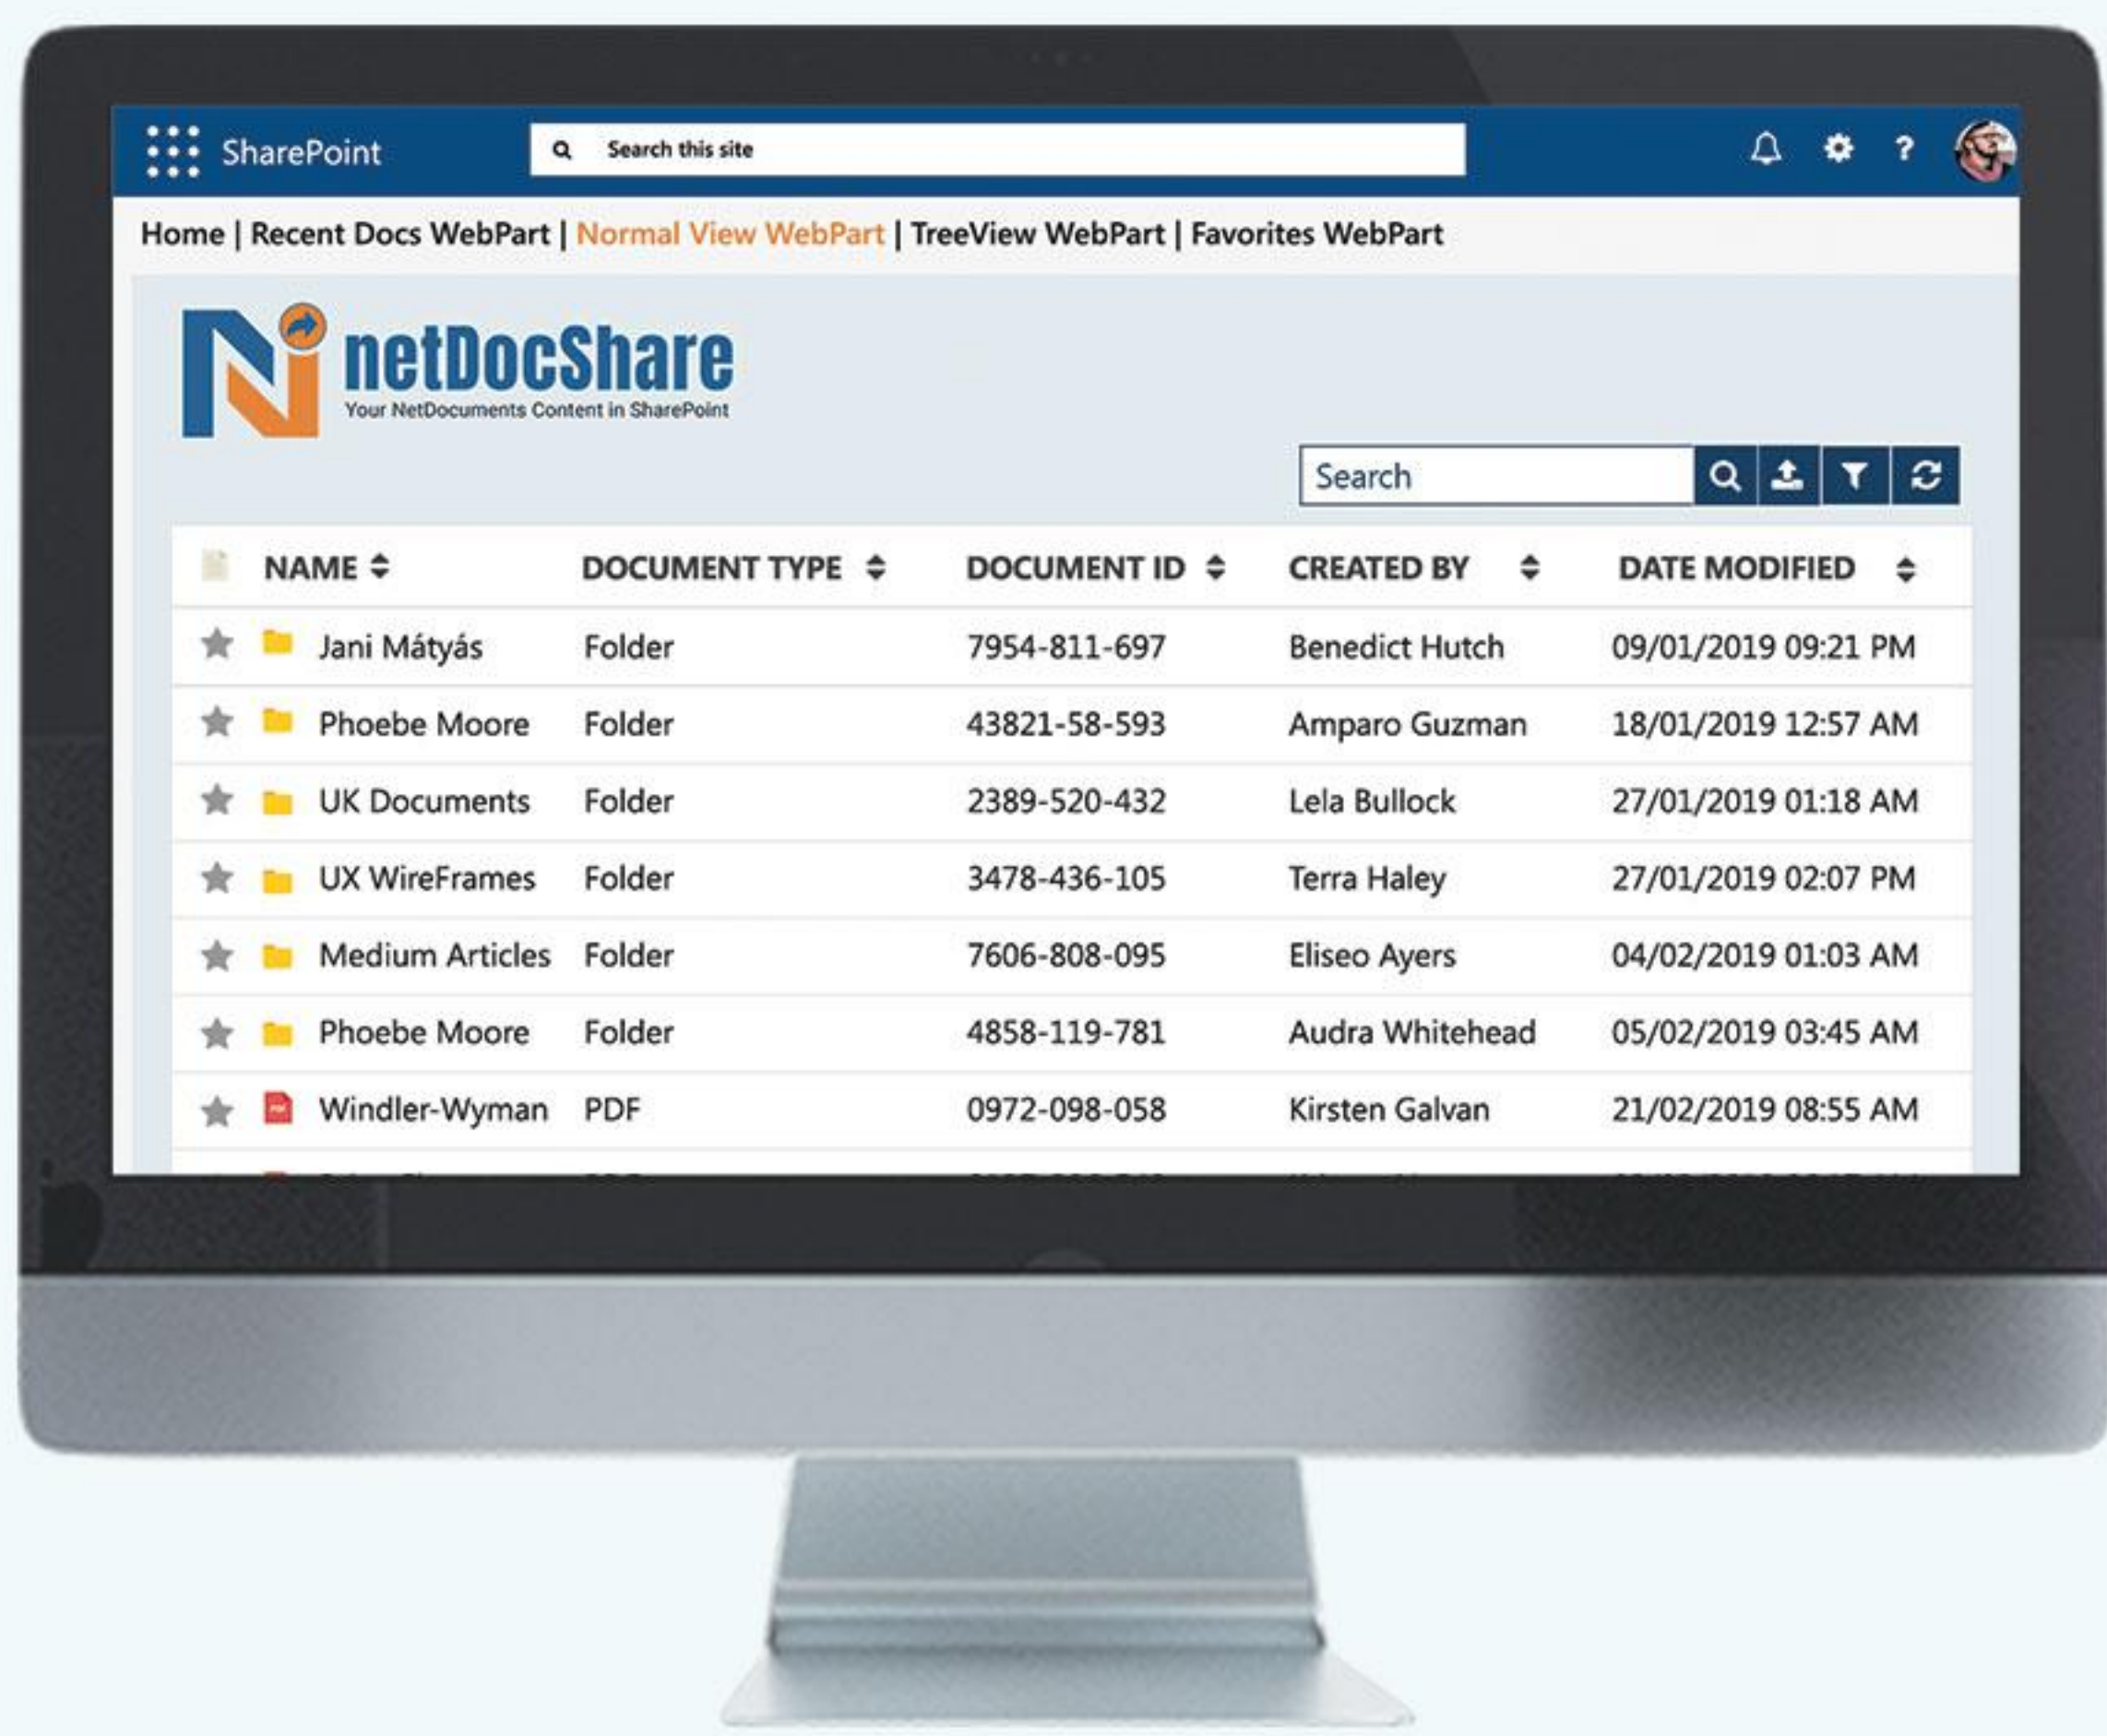 SharePoint
Search this site
?
Home | Recent Docs WebPart | Normal View WebPart | TreeView WebPart | Favorites WebPart
netDocShare
Your NetDocuments Content in SharePoint
Search
NAME DOCUMENT TYPE DOCUMENT ID CREATED BY DATE MODIFIED
Jani Mátyás Folder 7954-811-697 Benedict Hutch 09/01/2019 09:21 PM
Phoebe Moore Folder 43821-58-593 Amparo Guzman 18/01/2019 12:57 AM
UK Documents Folder 2389-520-432 Lela Bullock 27/01/2019 01:18 AM
UX WireFrames Folder 3478-436-105 Terra Haley 27/01/2019 02:07 PM
Medium Articles Folder 7606-808-095 Eliseo Ayers 04/02/2019 01:03 AM
Phoebe Moore Folder 4858-119-781 Audra Whitehead 05/02/2019 03:45 AM
Windler-Wyman PDF 0972-098-058 Kirsten Galvan 21/02/2019 08:55 AM